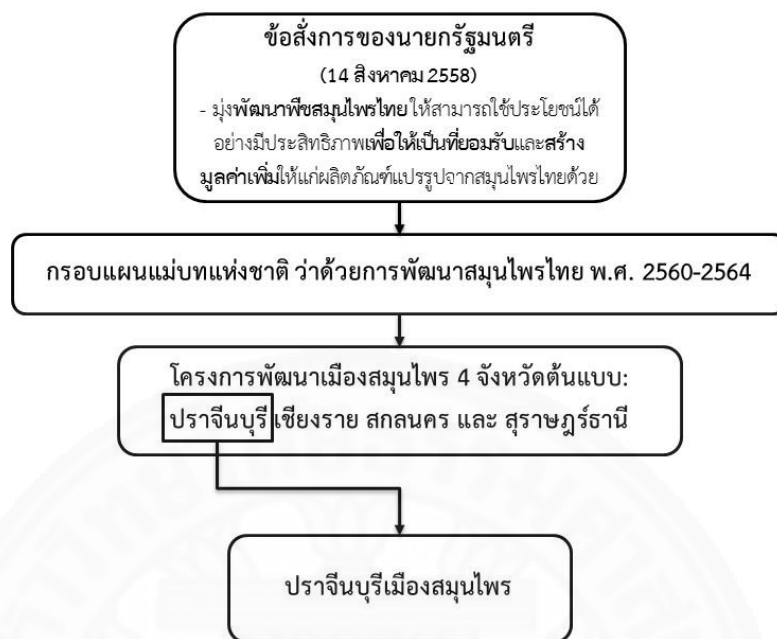 ข้อสั่งการของนายกรัฐมนตรี
(14 สิงหาคม 2558)
- มุ่งพัฒนาพืชสมุนไพรไทย ให้สามารถใช้ประโยชน์ได้
อย่างมีประสิทธิภาพเพื่อให้เป็นที่ยอมรับและสร้าง
มูลค่าเพิ่มให้แก่ผลิตภัณฑ์แปรรูปจากสมุนไพรไทยด้วย
กรอบแผนแม่บทแห่งชาติ ว่าด้วยการพัฒนาสมุนไพรไทย พ.ศ. 2560-2564
โครงการพัฒนาเมืองสมุนไพร 4 จังหวัดต้นแบบ:
ปราจีนบุรี เชียงราย สกลนคร และ สุราษฎร์ธานี
ปราจีนบุรีเมืองสมุนไพร